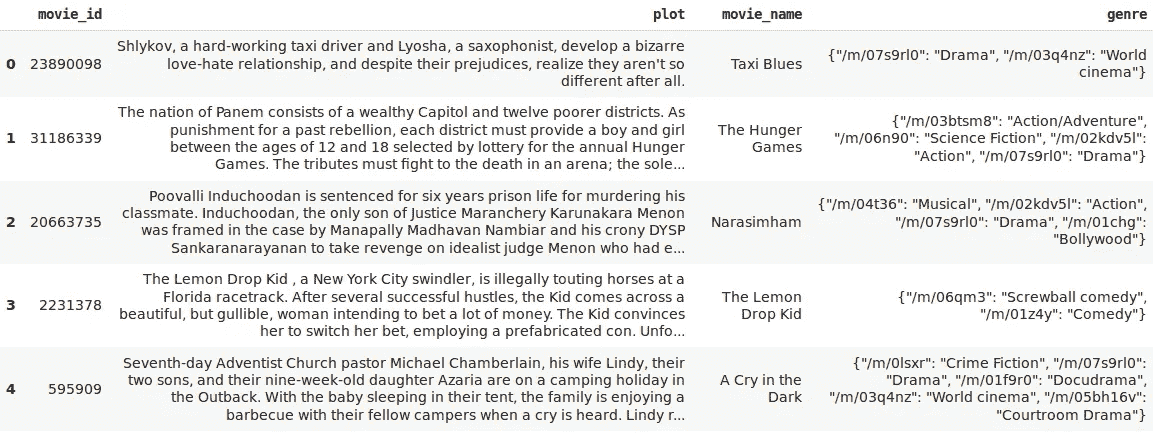 movie_id plot movie_name genre
0 23890098 Shlykov, a hard-working taxi driver and Lyosha, a saxophonist, develop a bizarre love-hate relationship, and despite their prejudices, realize they aren't so different after all. Taxi Blues {"/m/07s9rl0": "Drama", "/m/03q4nz": "World cinema"}
1 31186339 The nation of Panem consists of a wealthy Capitol and twelve poorer districts. As punishment for a past rebellion, each district must provide a boy and girl between the ages of 12 and 18 selected by lottery for the annual Hunger Games. The tributes must fight to the death in an arena; the sole... The Hunger Games {"/m/03btsm8": "Action/Adventure", "/m/06n90": "Science Fiction", "/m/02kdv5l": "Action", "/m/07s9rl0": "Drama"}
2 20663735 Poovalli Induchoodan is sentenced for six years prison life for murdering his classmate. Induchoodan, the only son of Justice Maranchery Karunakara Menon was framed in the case by Manapally Madhavan Nambiar and his crony DYSP Sankaranarayanan to take revenge on idealist judge Menon who had e... Narasimham {"/m/04t36": "Musical", "/m/02kdv5l": "Action", "/m/07s9rl0": "Drama", "/m/01chg": "Bollywood"}
3 2231378 The Lemon Drop Kid , a New York City swindler, is illegally touting horses at a Florida racetrack. After several successful hustles, the Kid comes across a beautiful, but gullible, woman intending to bet a lot of money. The Kid convinces her to switch her bet, employing a prefabricated con. Unfo... The Lemon Drop Kid {"/m/06qm3": "Screwball comedy", "/m/01z4y": "Comedy"}
4 595909 Seventh-day Adventist Church pastor Michael Chamberlain, his wife Lindy, their two sons, and their nine-week-old daughter Azaria are on a camping holiday in the Outback. With the baby sleeping in their tent, the family is enjoying a barbecue with their fellow campers when a cry is heard. Lindy r... A Cry in the Dark {"/m/0lsxr": "Crime Fiction", "/m/07s9rl0": "Drama", "/m/01f9r0": "Docudrama", "/m/03q4nz": "World cinema", "/m/05bh16v": "Courtroom Drama"}